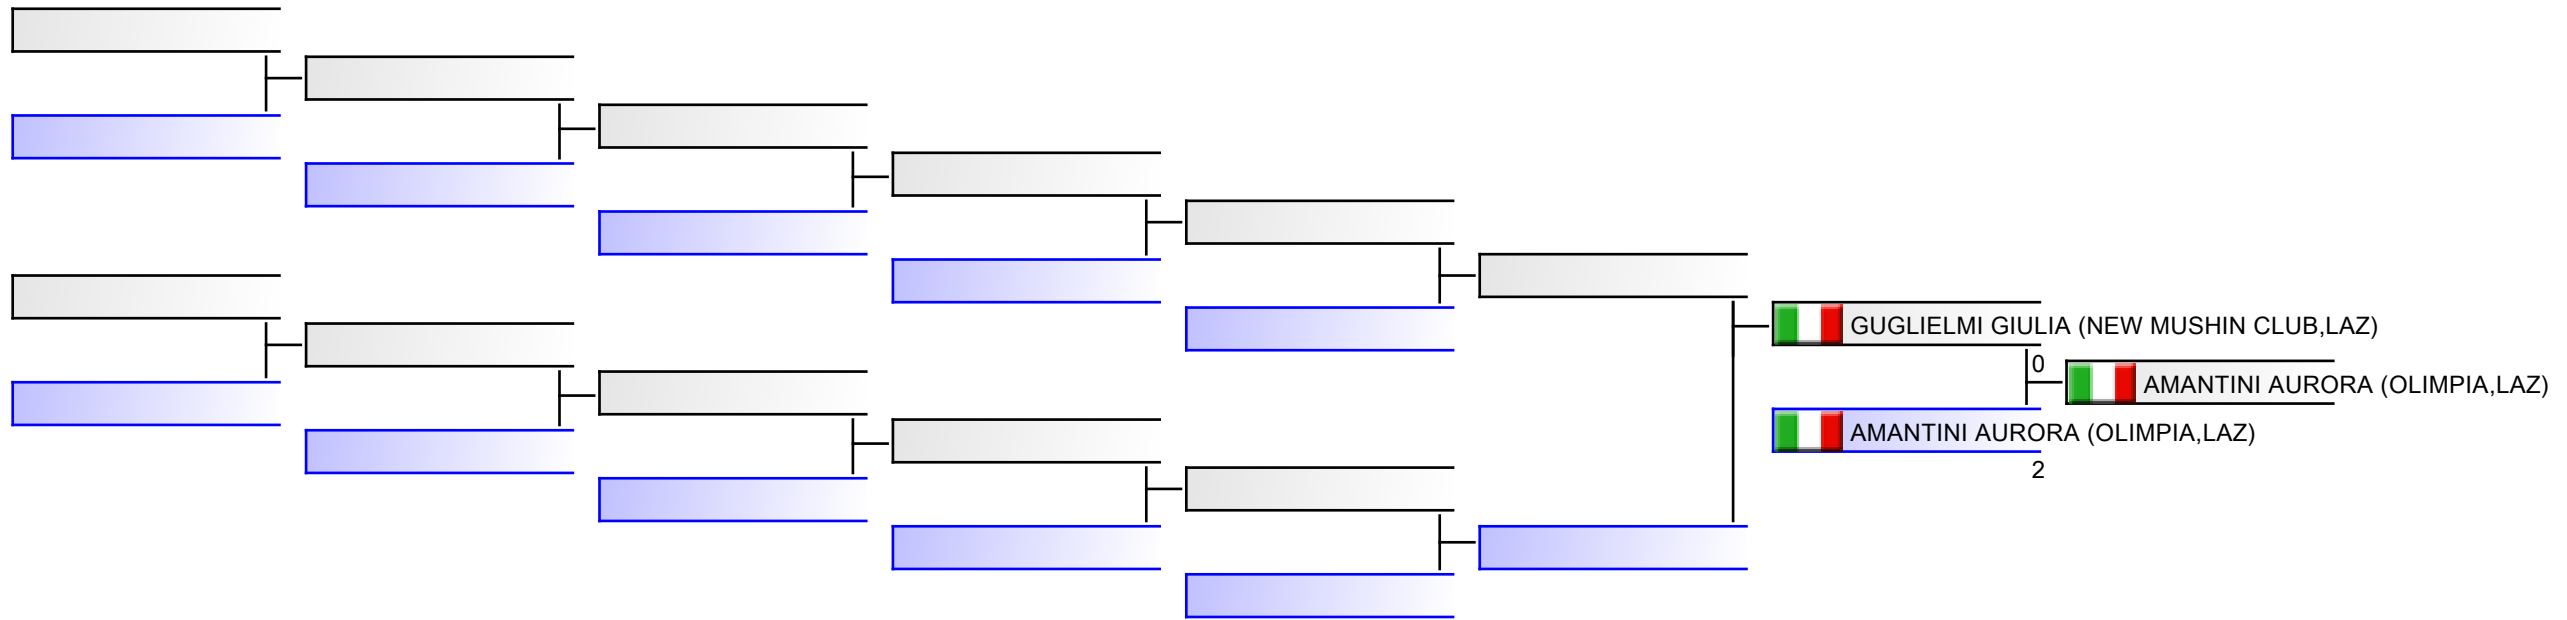 GUGLIELMI GIULIA (NEW MUSHIN CLUB,LAZ)
0
AMANTINI AURORA (OLIMPIA,LAZ)
AMANTINI AURORA (OLIMPIA,LAZ)
2